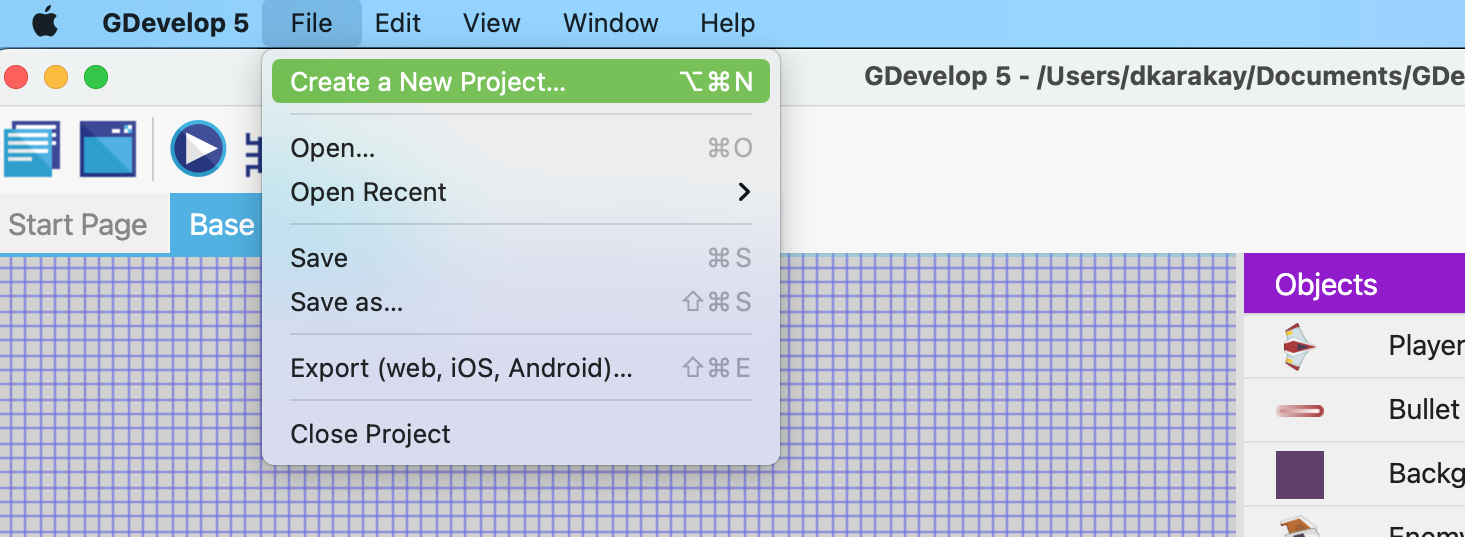 GDevelop 5 File Edit View Window Help
GDevelop 5 - /Users/dkarakay/Documents/GDe
Create a New Project... ⌥⌘N
Open... ⌘O
Open Recent
Save ⌘S
Save as... ⇧⌘S
Export (web, iOS, Android)... ⇧⌘E
Close Project
Start Page Base
Objects
Player
Bullet
Backg
Enemy